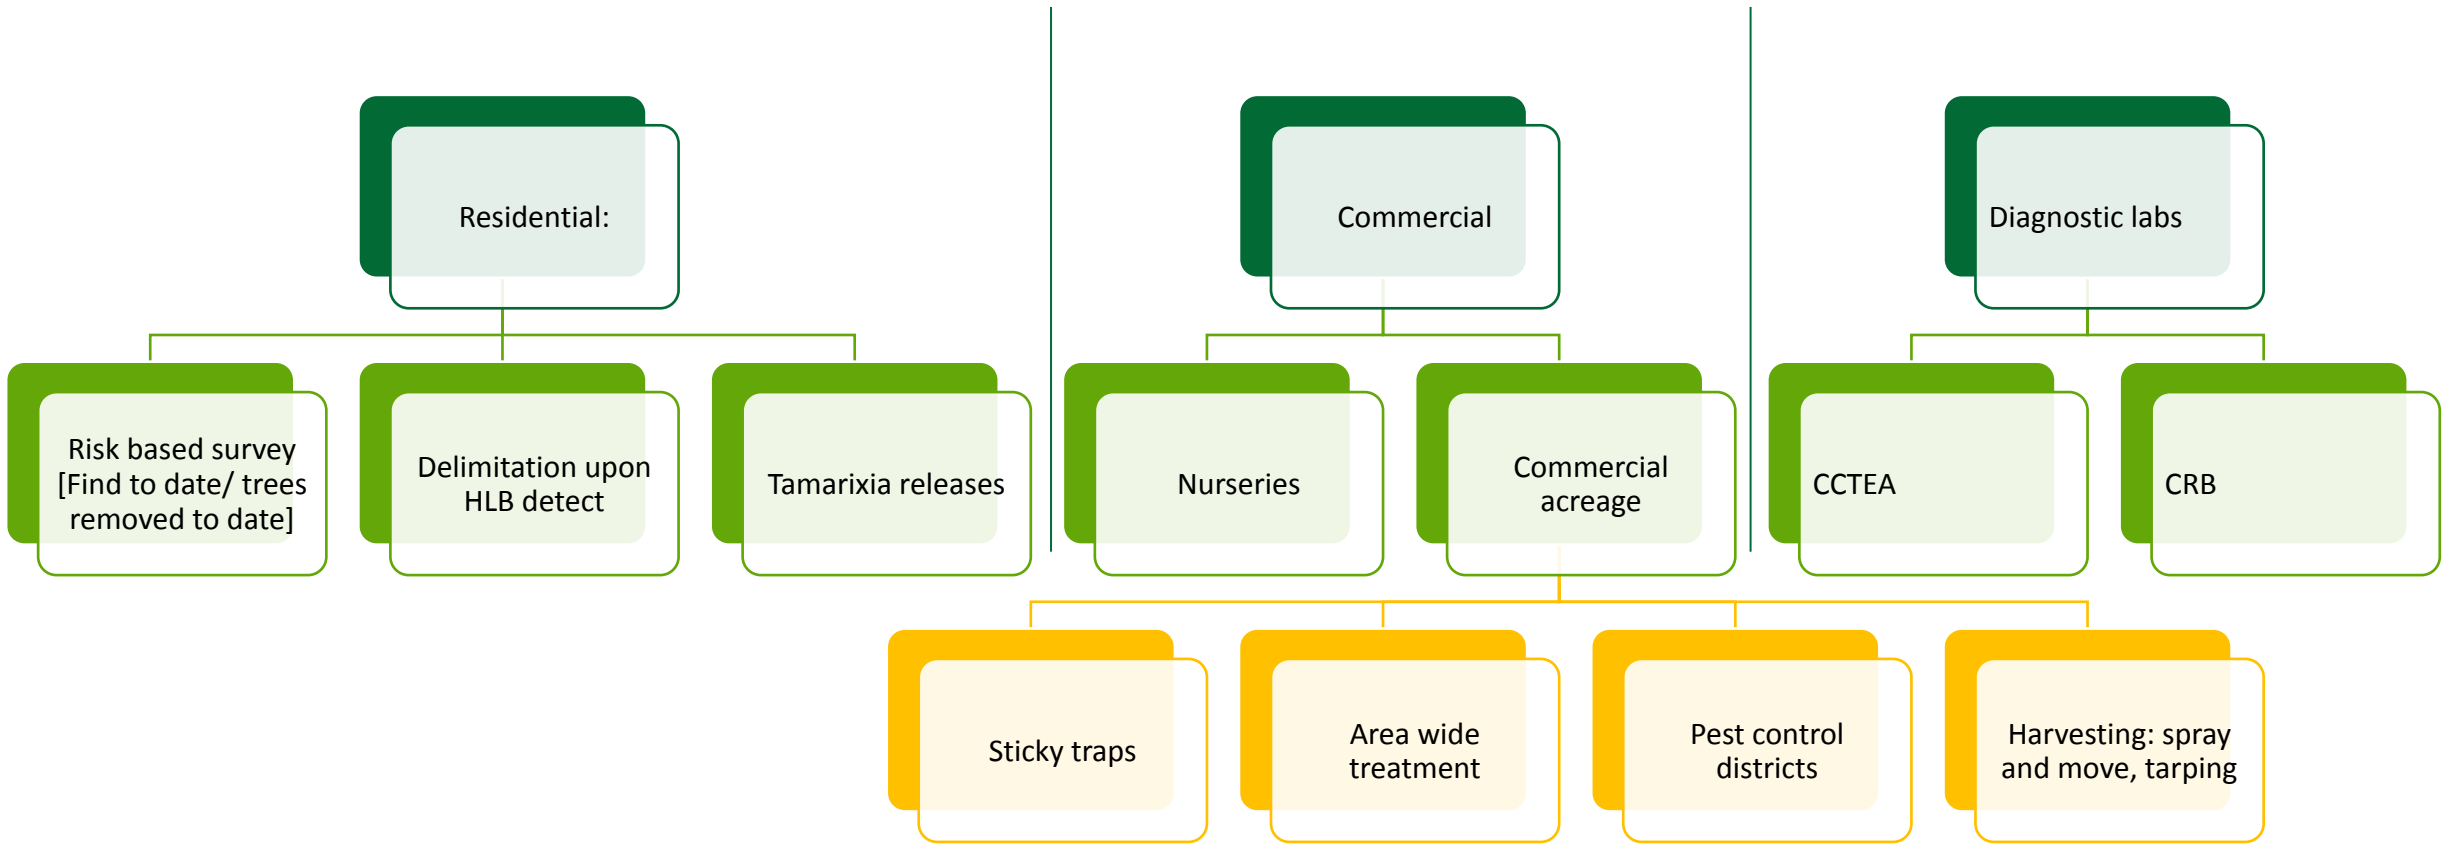 Residential:
Commercial
Diagnostic labs
Risk based survey
[Find to date/ trees
removed to date]
Delimitation upon
HLB detect
Tamarixia releases
Nurseries
Commercial
acreage
CCTEA
CRB
Sticky traps
Area wide
treatment
Pest control
districts
Harvesting: spray
and move, tarping